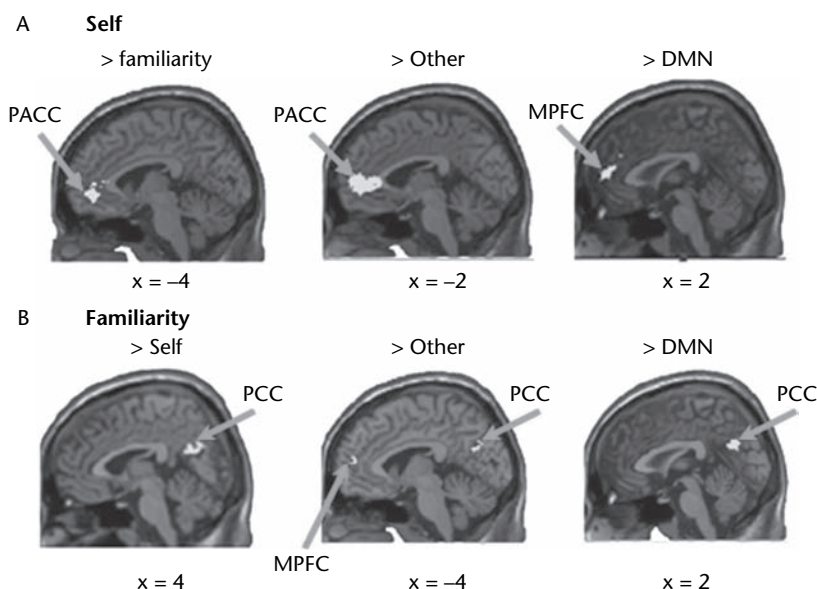 A Self
> familiarity > Other > DMN
PACC PACC MPFC
x = –4 x = –2 x = 2
B Familiarity
> Self > Other > DMN
PCC PCC PCC
MPFC
x = 4 x = –4 x = 2